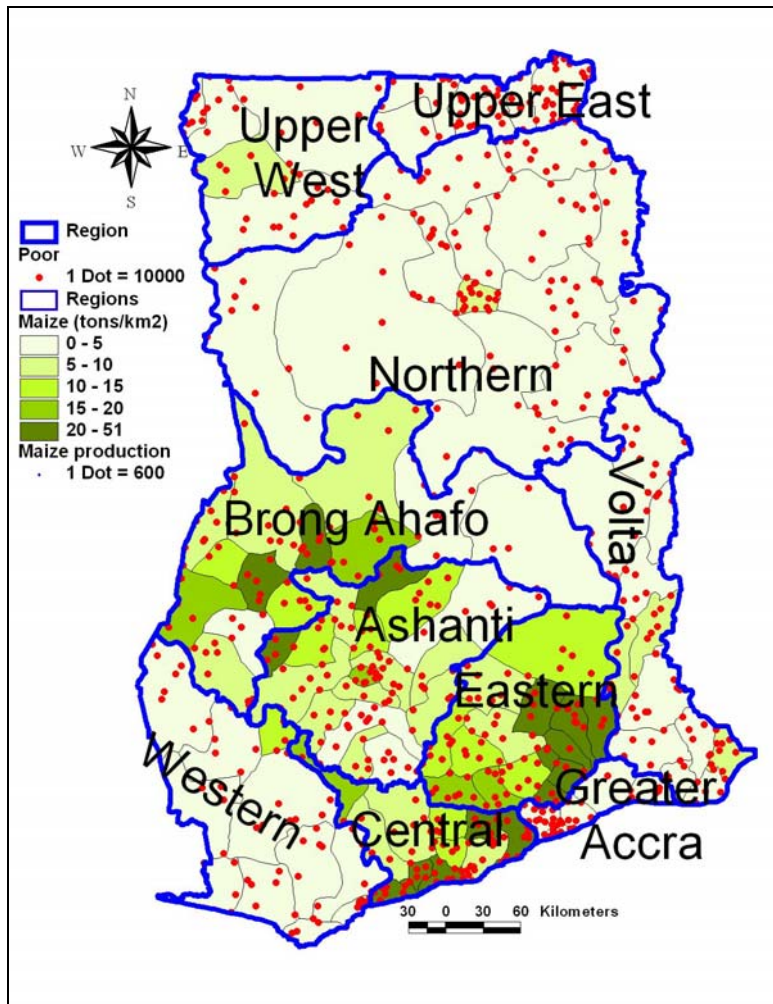 Upper East
Upper
West
N
W E
S
Region
Poor
1 Dot = 10000
Regions
Maize (tons/km2)
0 - 5
5 - 10
10 - 15
15 - 20
20 - 51
Maize production
1 Dot = 600
Northern
Volta
Brong Ahafo
Ashanti
Eastern
Western
Greater
Accra
Central
30 0 30 60 Kilometers